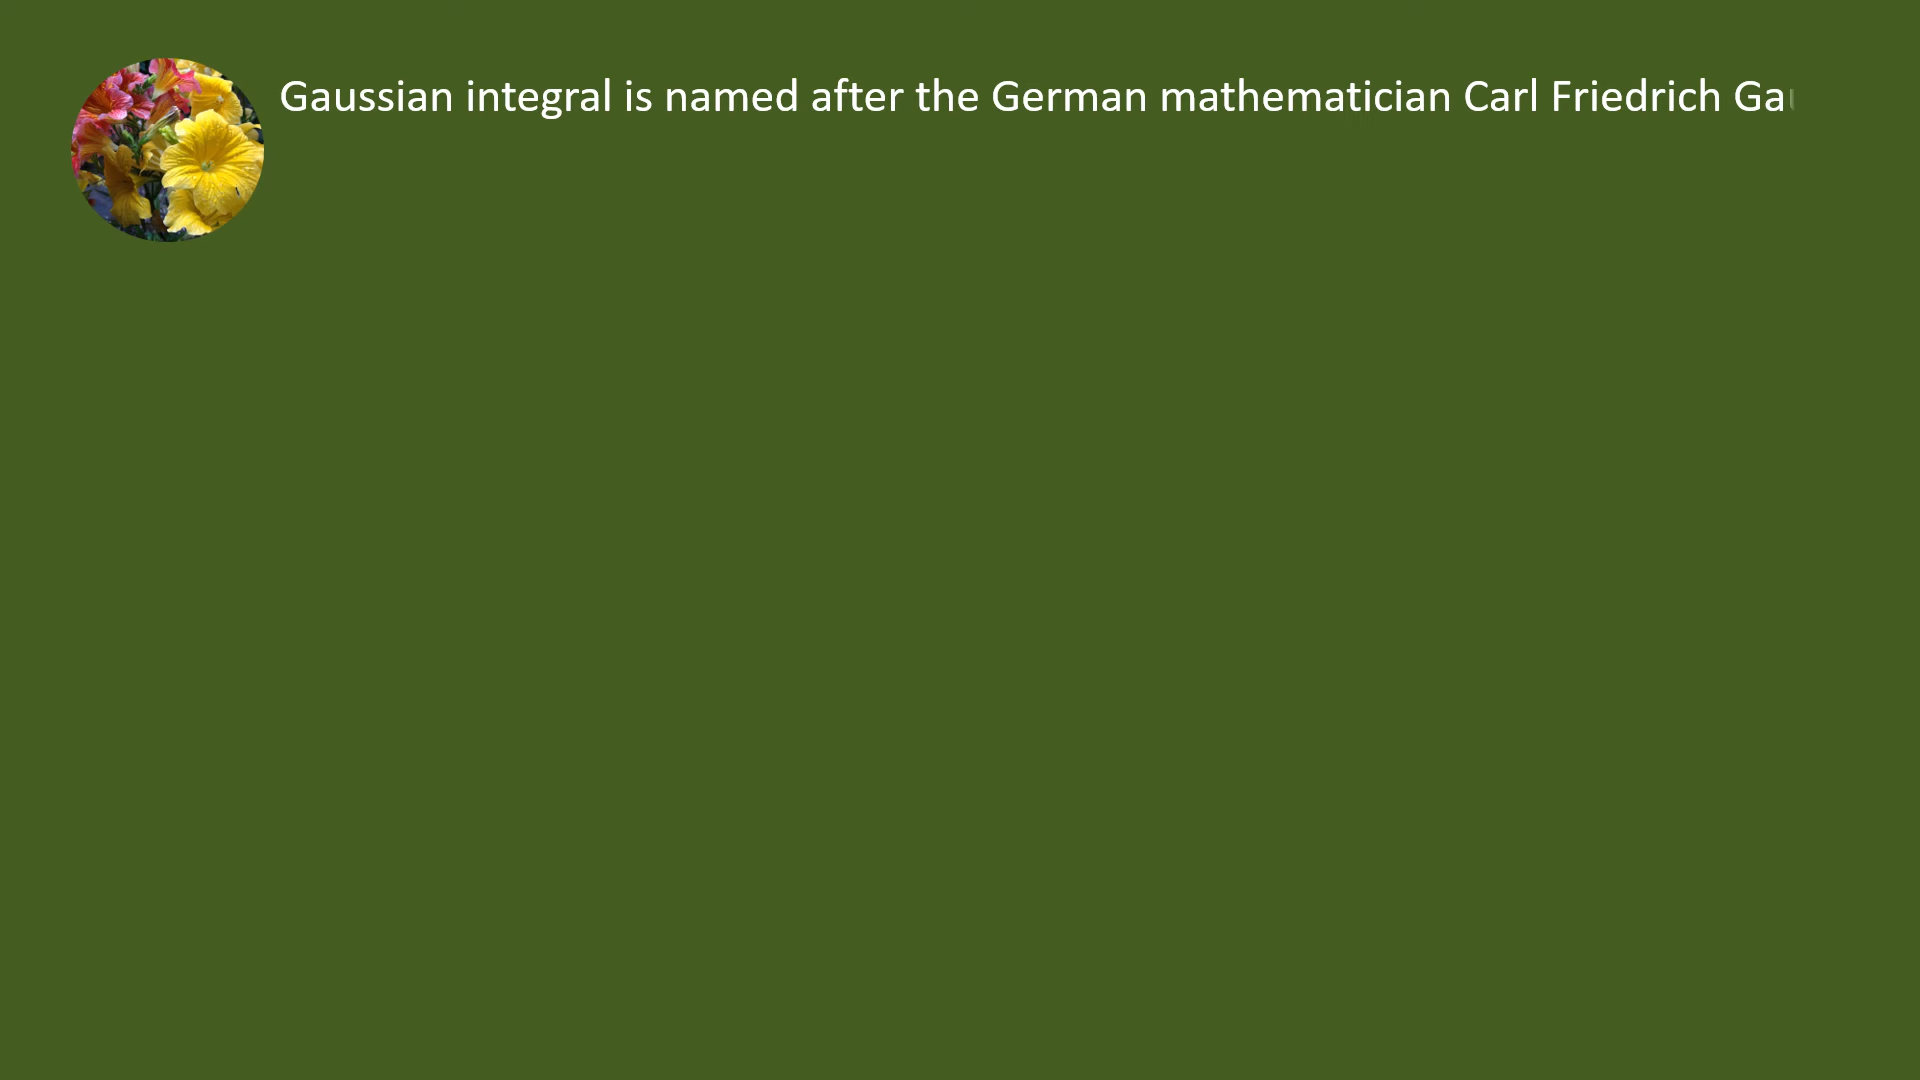 Gaussian integral is named after the German mathematician Carl Friedrich Ga